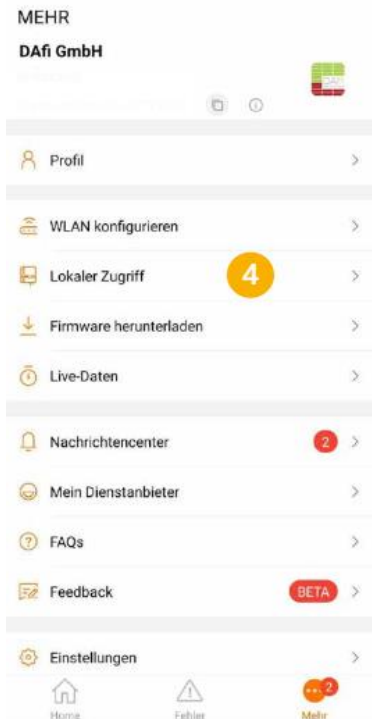 MEHR
DAfi GmbH
Profil
WLAN konfigurieren
Lokaler Zugriff 4
Firmware herunterladen
Live-Daten
Nachrichtencenter 2
Mein Dienstanbieter
FAQs
Feedback BETA
Einstellungen
2
Home Fehler Mehr